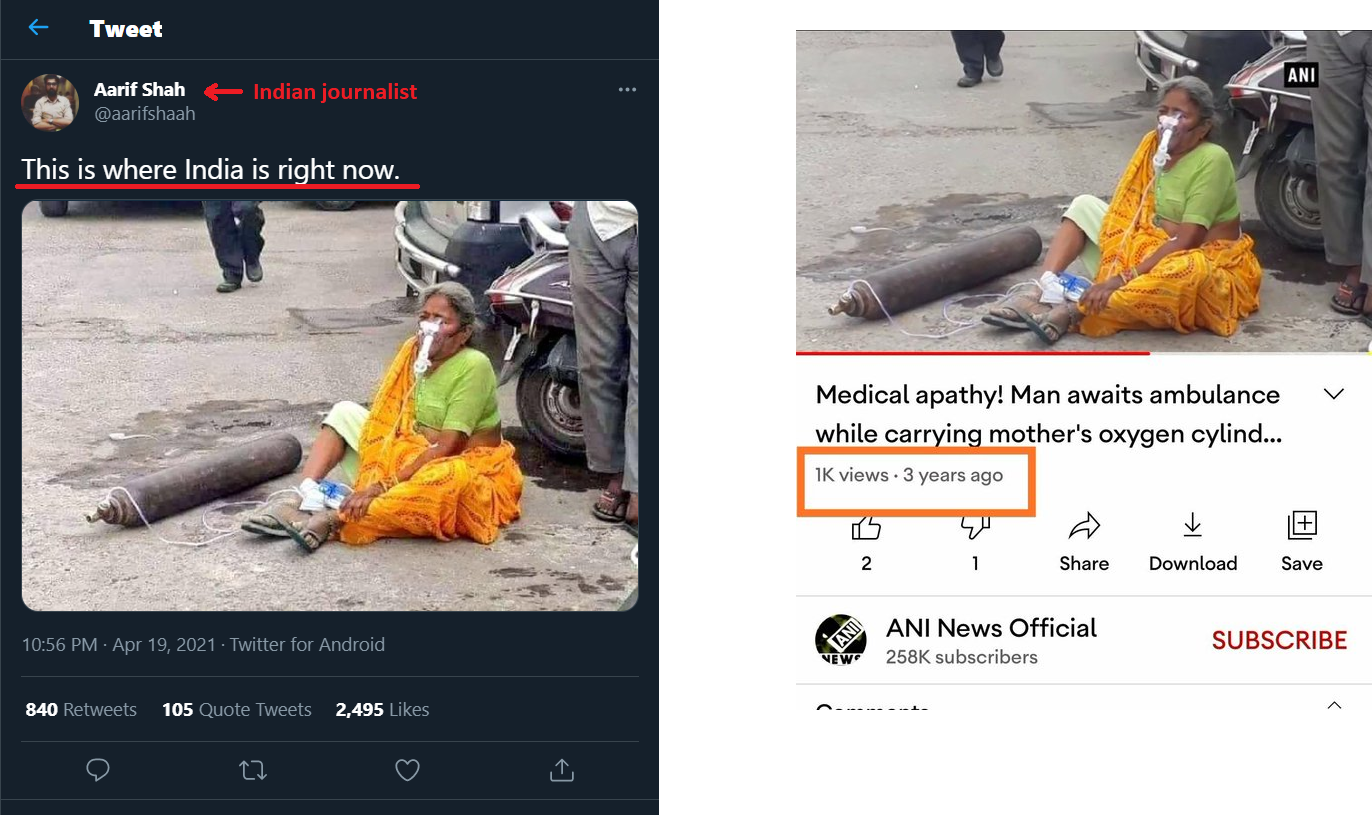 Tweet
Aarif Shah
Indian journalist
@aarifshaah
This is where India is right now.
10:56 PM · Apr 19, 2021 · Twitter for Android
840 Retweets 105 Quote Tweets 2,495 Likes
ANI
Medical apathy! Man awaits ambulance
while carrying mother's oxygen cylind...
1K views · 3 years ago
2 1 Share Download Save
ANI NEWS
ANI News Official
258K subscribers
SUBSCRIBE
Comments